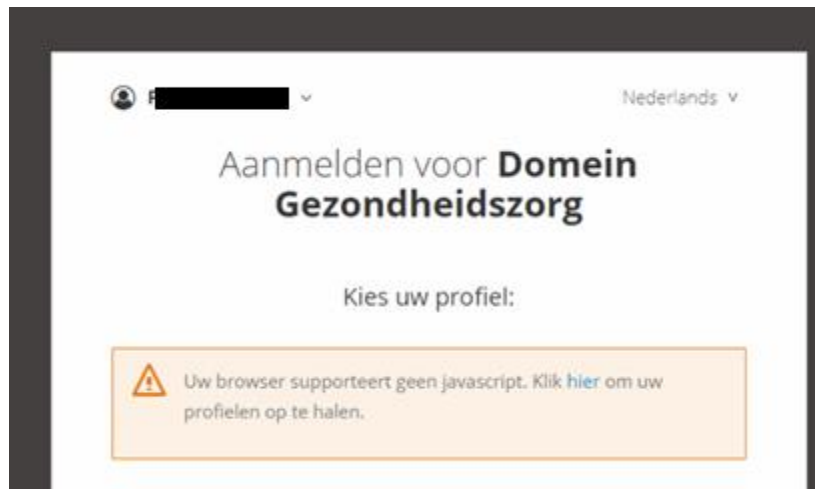 Nederlands
Aanmelden voor Domein
Gezondheidszorg
Kies uw profiel:
Uw browser supporteert geen javascript. Klik hier om uw
profielen op te halen.